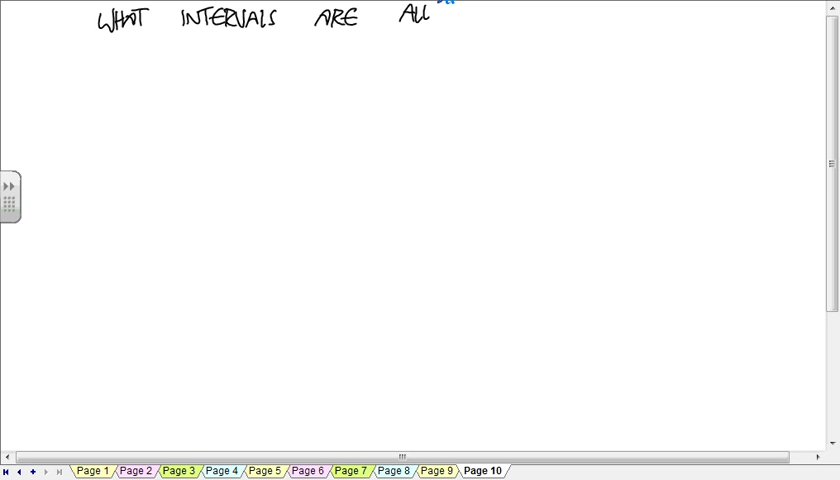 WHAT INTERVALS ARE ALL
Page 1 Page 2 Page 3 Page 4 Page 5 Page 6 Page 7 Page 8 Page 9 Page 10